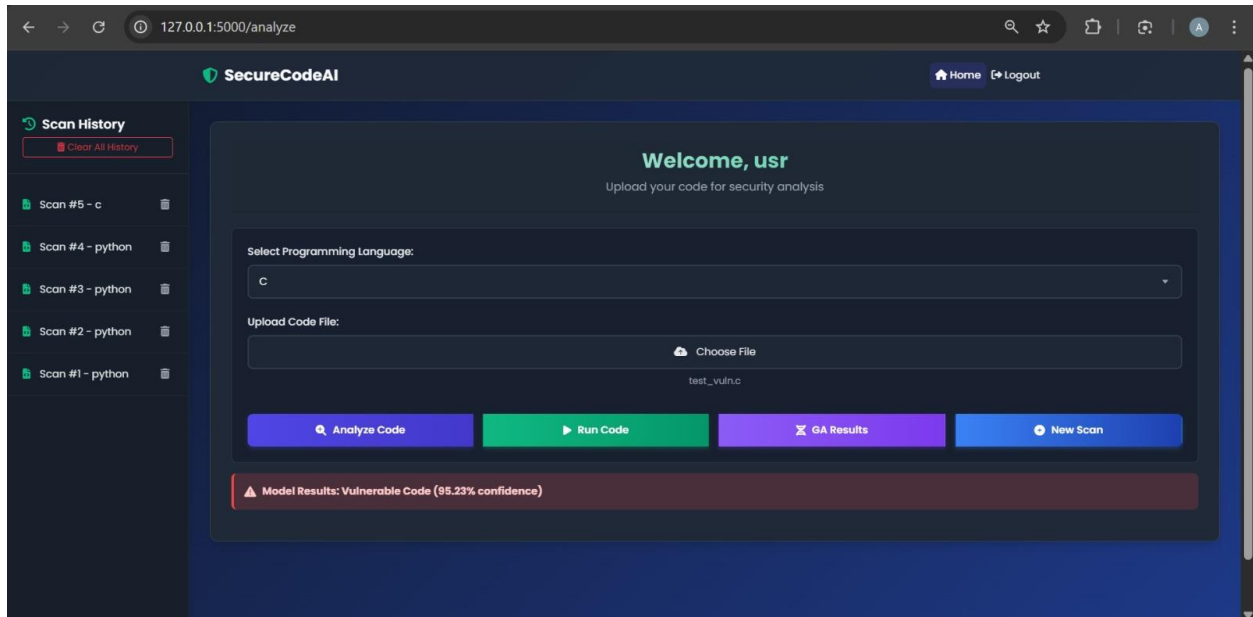 127.0.0.1:5000/analyze
A
SecureCodeAI
Home Logout
Scan History
Clear All History
Scan #5 - c
Scan #4 - python
Scan #3 - python
Scan #2 - python
Scan #1 - python
Welcome, usr
Upload your code for security analysis
Select Programming Language:
C
Upload Code File:
Choose File
test_vuln.c
Analyze Code Run Code GA Results New Scan
Model Results: Vulnerable Code (95.23% confidence)